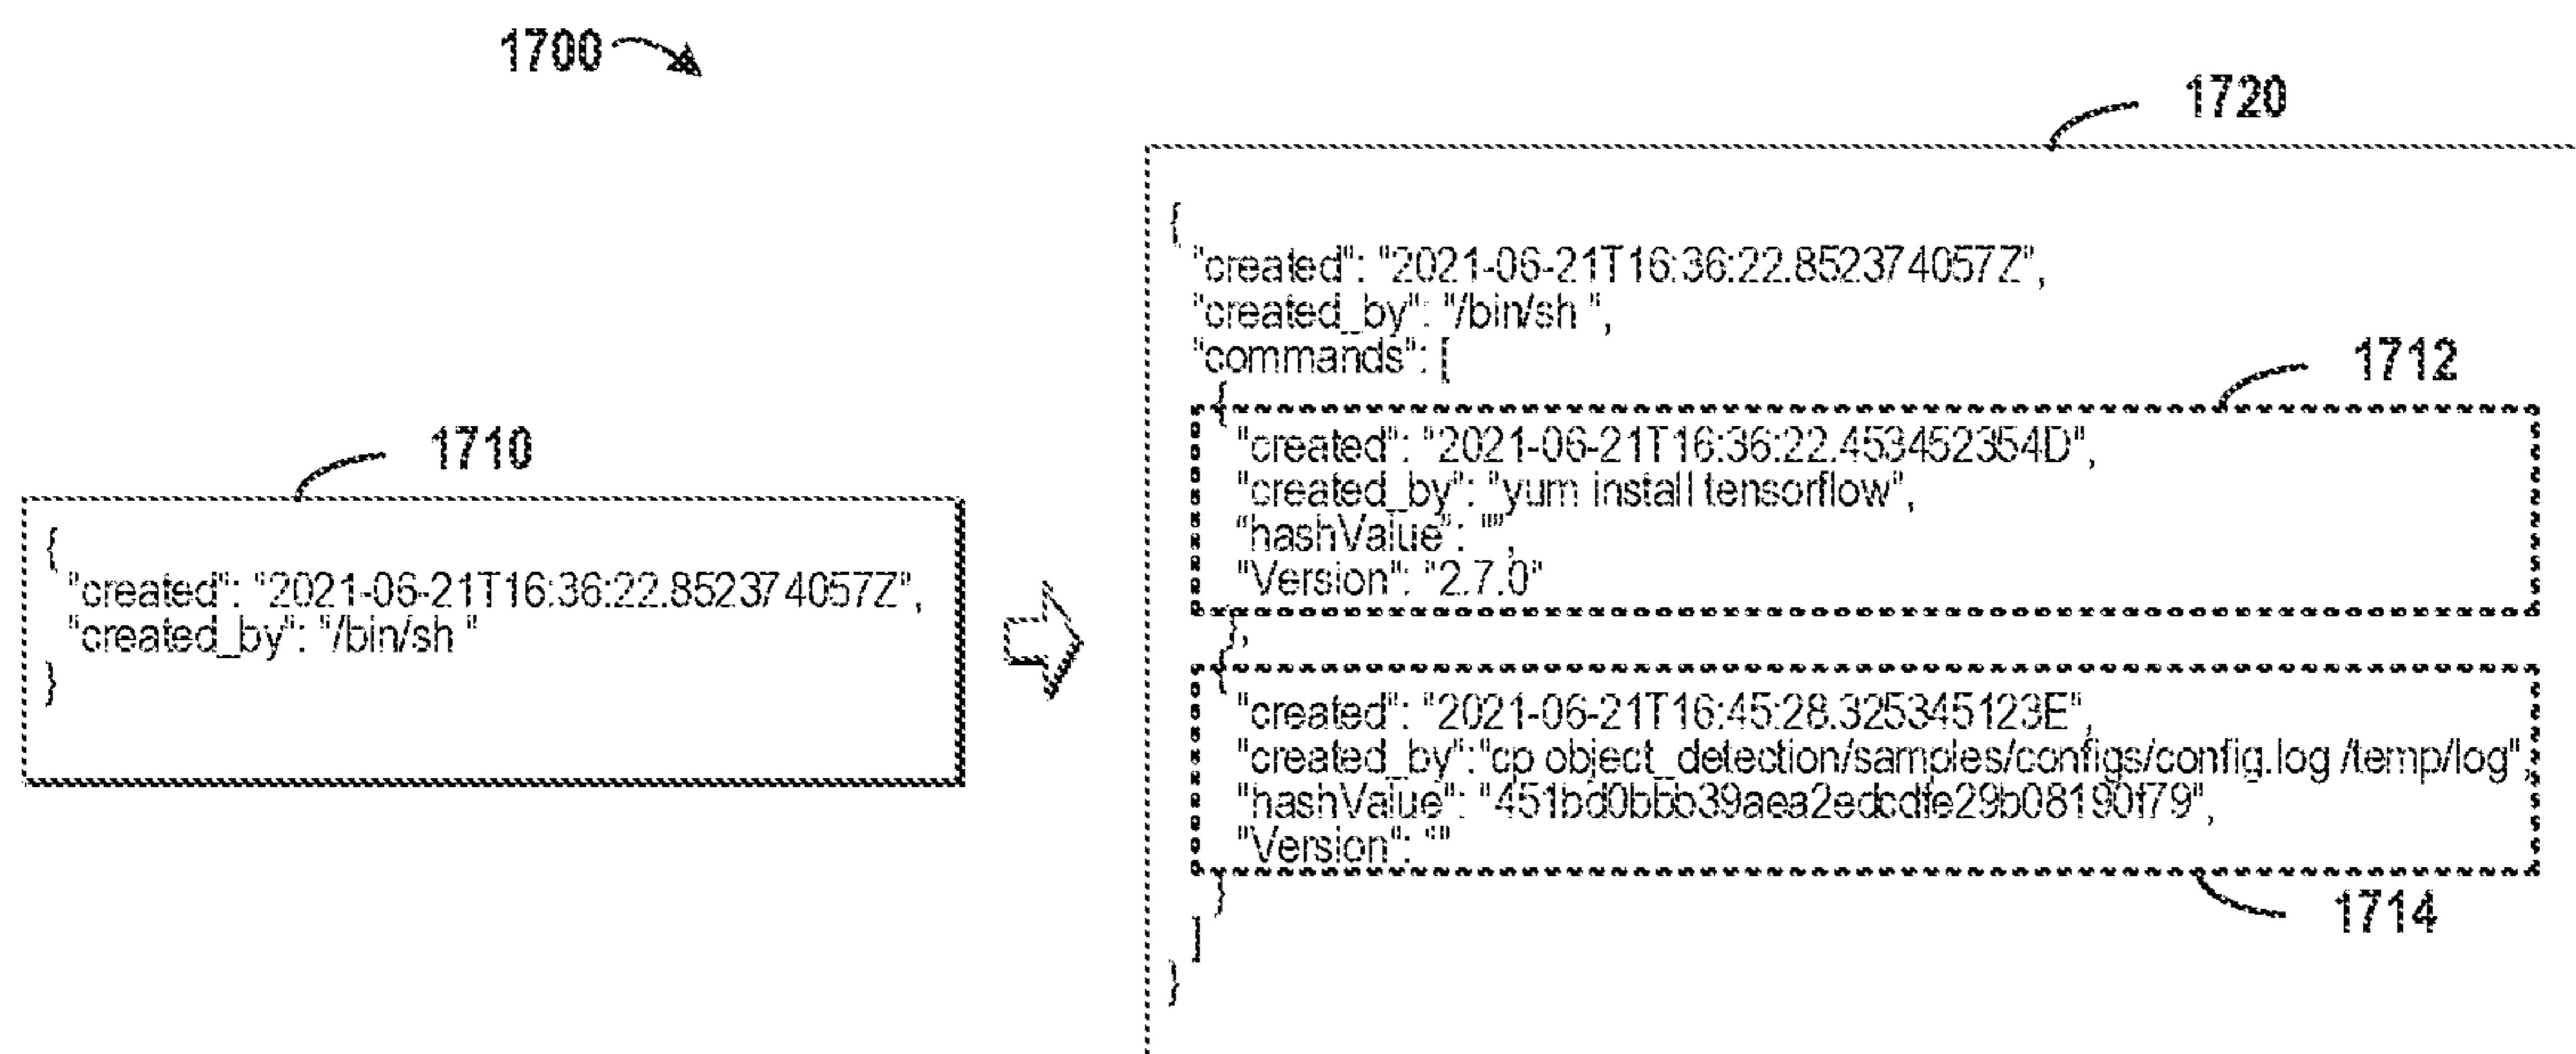 1700
1720
{
"created": "2021-06-21T16:36:22.852374057Z",
"created_by": "/bin/sh ",
"commands": [
1712
{
"created": "2021-06-21T16:36:22.453452354D",
"created_by": "yum install tensorflow",
"hashValue": "",
"Version": "2.7.0"
},
{
"created": "2021-06-21T16:45:28.325345123E",
"created_by":"cp object_detection/samples/configs/config.log /temp/log",
"hashValue": "451bd0bbb39aea2edcdfe29b08190f79",
"Version": ""
}
1714
]
}
1710
{
"created": "2021-06-21T16:36:22.852374057Z",
"created_by": "/bin/sh "
}